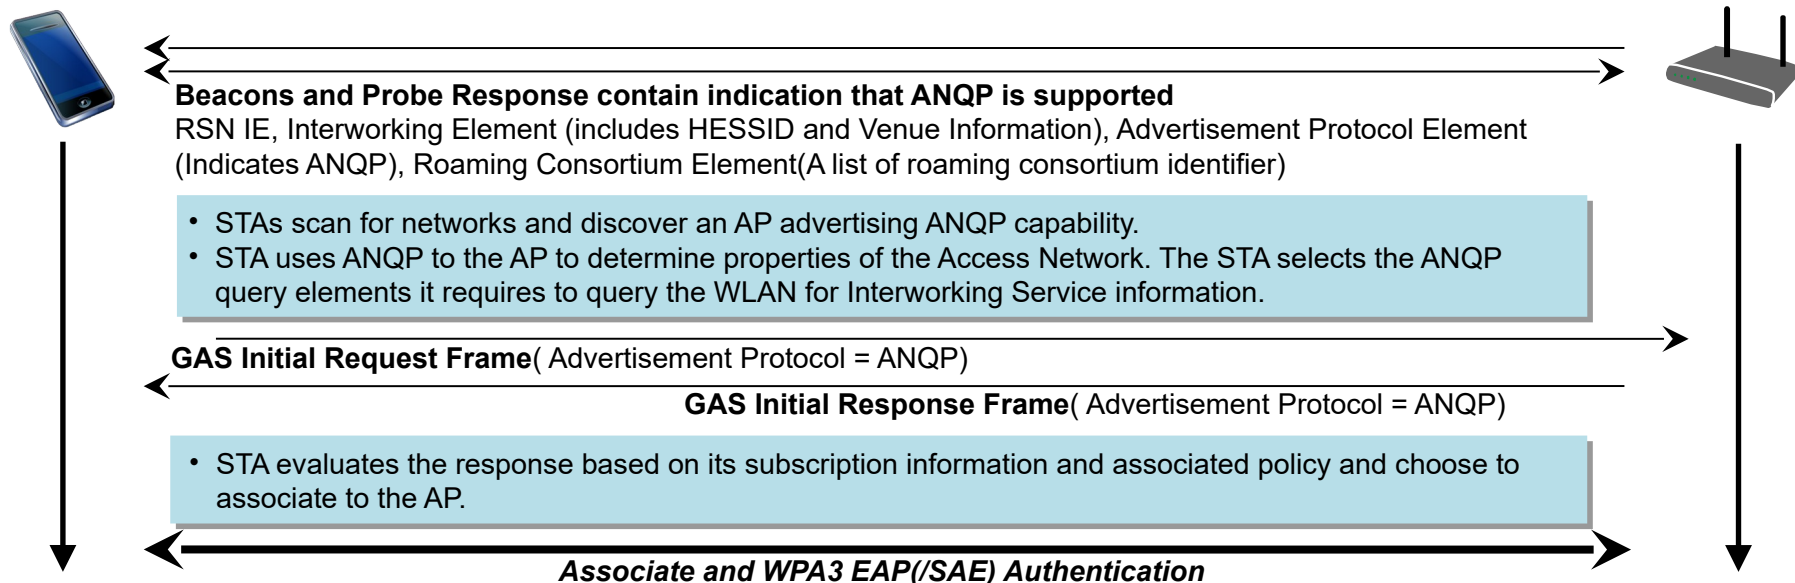 Beacons and Probe Response contain indication that ANQP is supported
RSN IE, Interworking Element (includes HESSID and Venue Information), Advertisement Protocol Element
(Indicates ANQP), Roaming Consortium Element(A list of roaming consortium identifier)
• STAs scan for networks and discover an AP advertising ANQP capability.
• STA uses ANQP to the AP to determine properties of the Access Network. The STA selects the ANQP
query elements it requires to query the WLAN for Interworking Service information.
GAS Initial Request Frame( Advertisement Protocol = ANQP)
GAS Initial Response Frame( Advertisement Protocol = ANQP)
• STA evaluates the response based on its subscription information and associated policy and choose to
associate to the AP.
Associate and WPA3 EAP(/SAE) Authentication